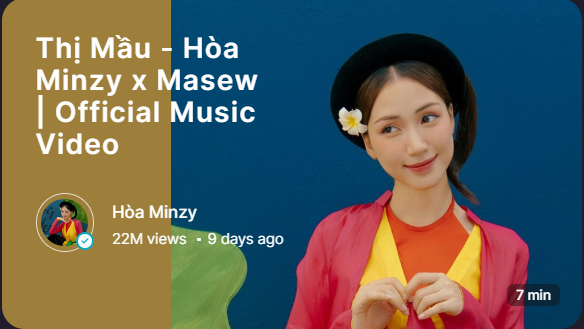 Thị Mầu - Hòa
Minzy x Masew
| Official Music
Video
Hòa Minzy
22M views • 9 days ago
7 min